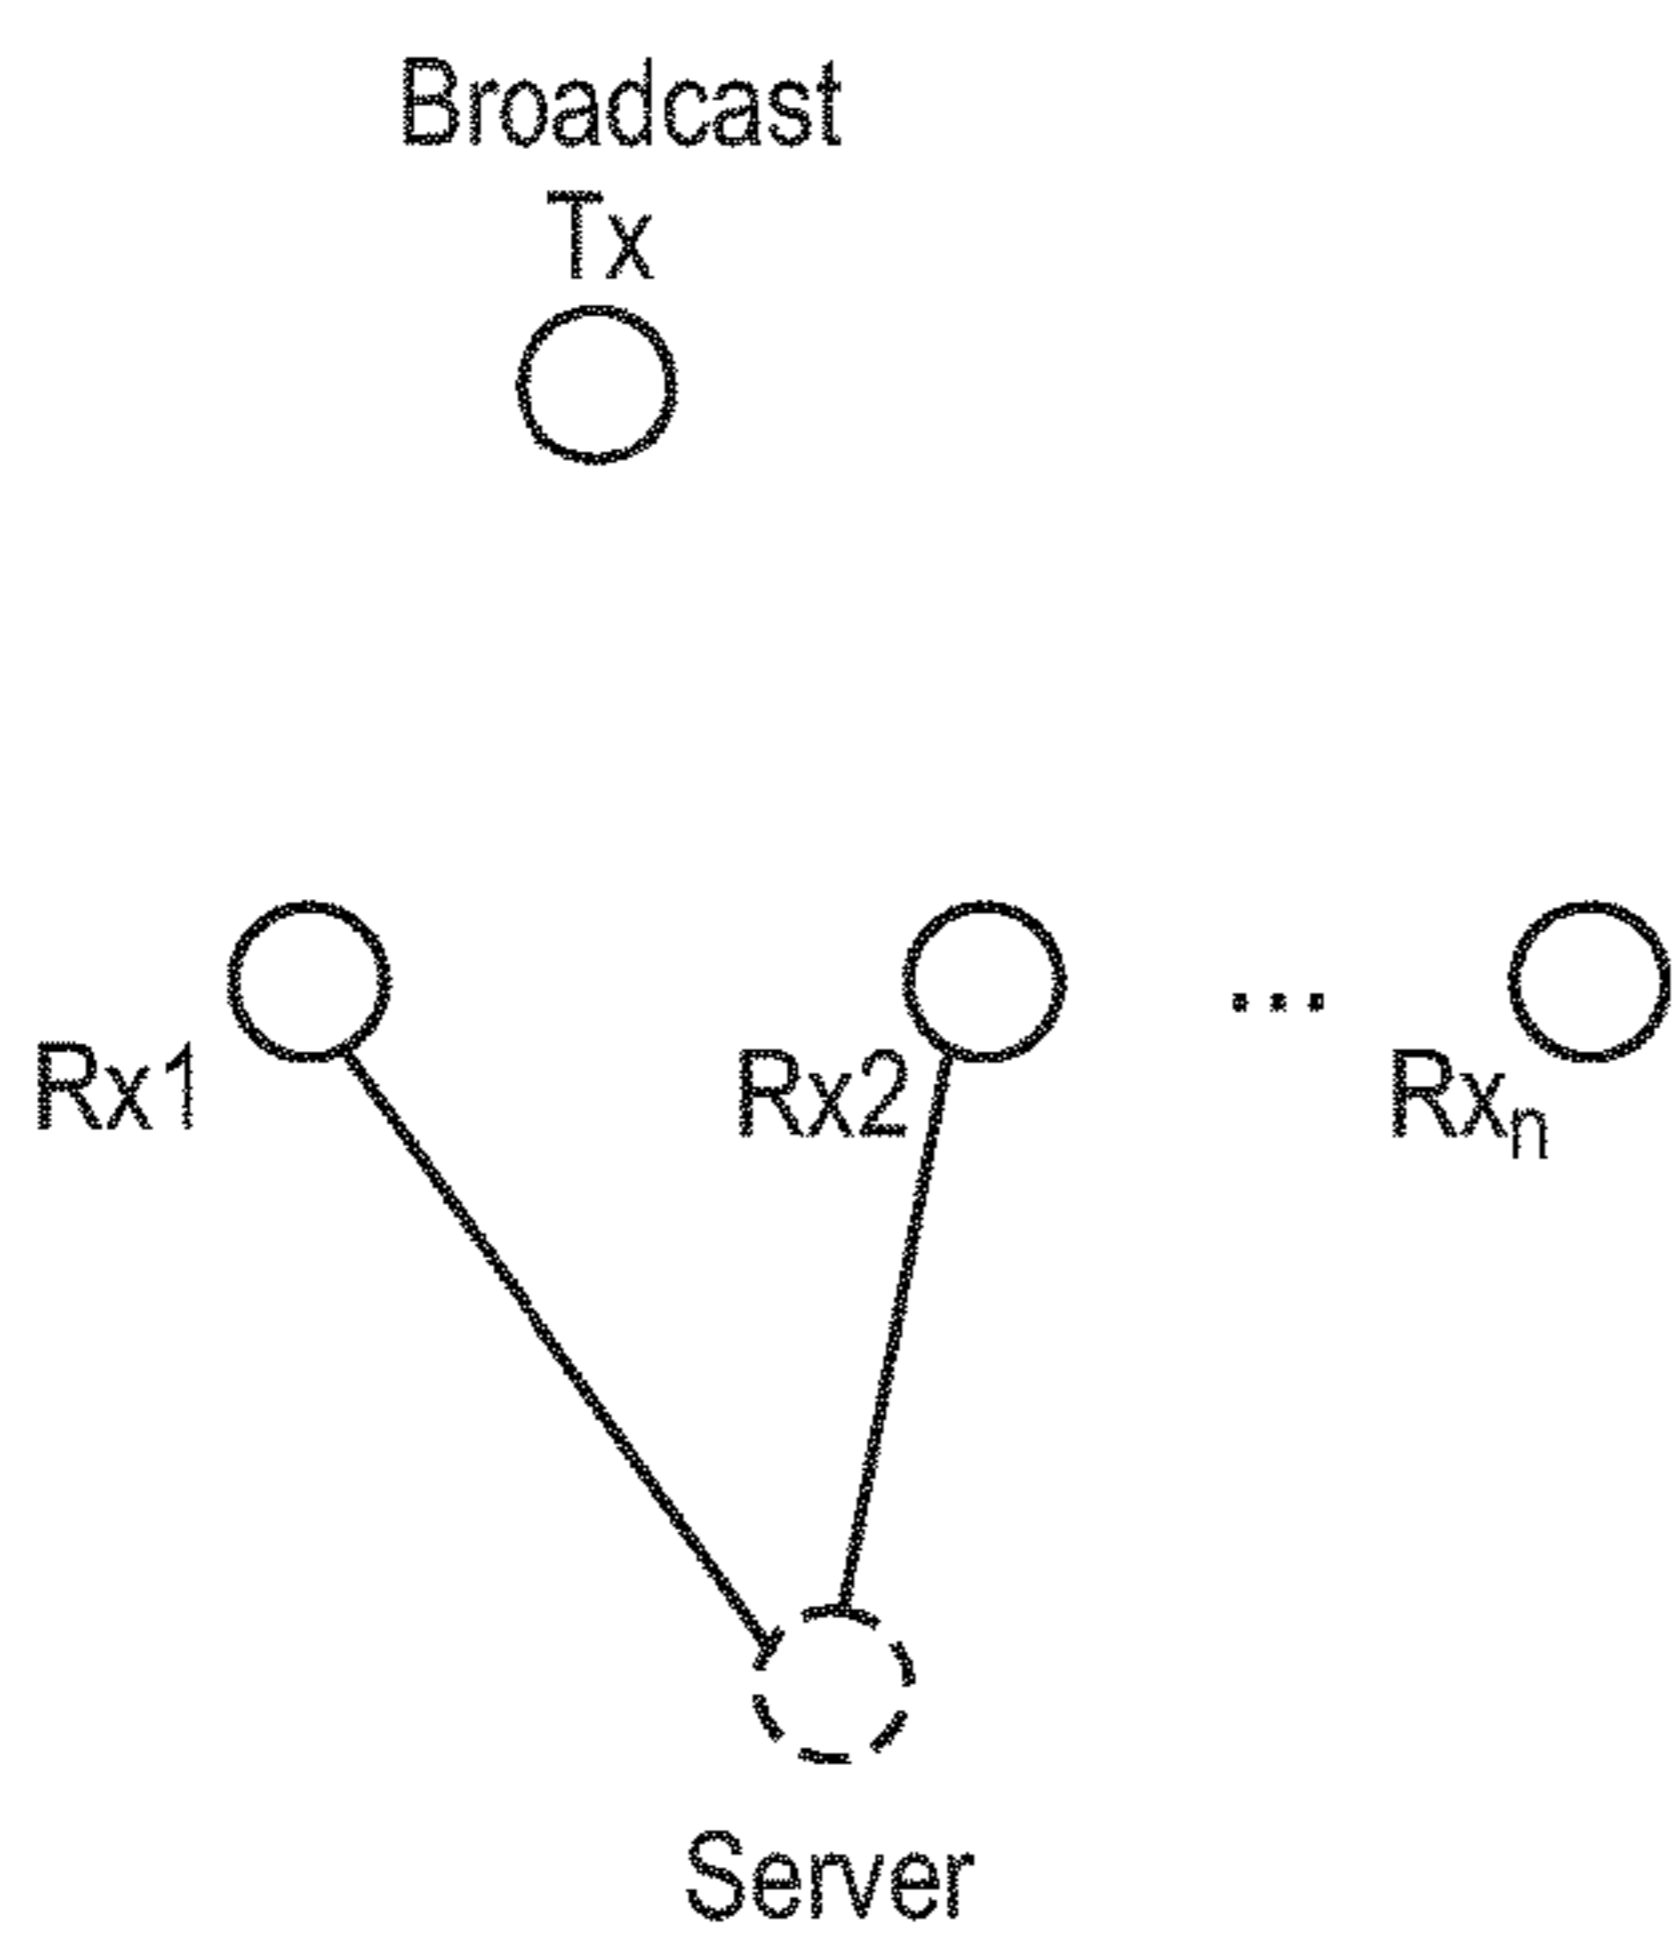 Broadcast
Tx
Rx1
Rx2
...
Rxn
Server